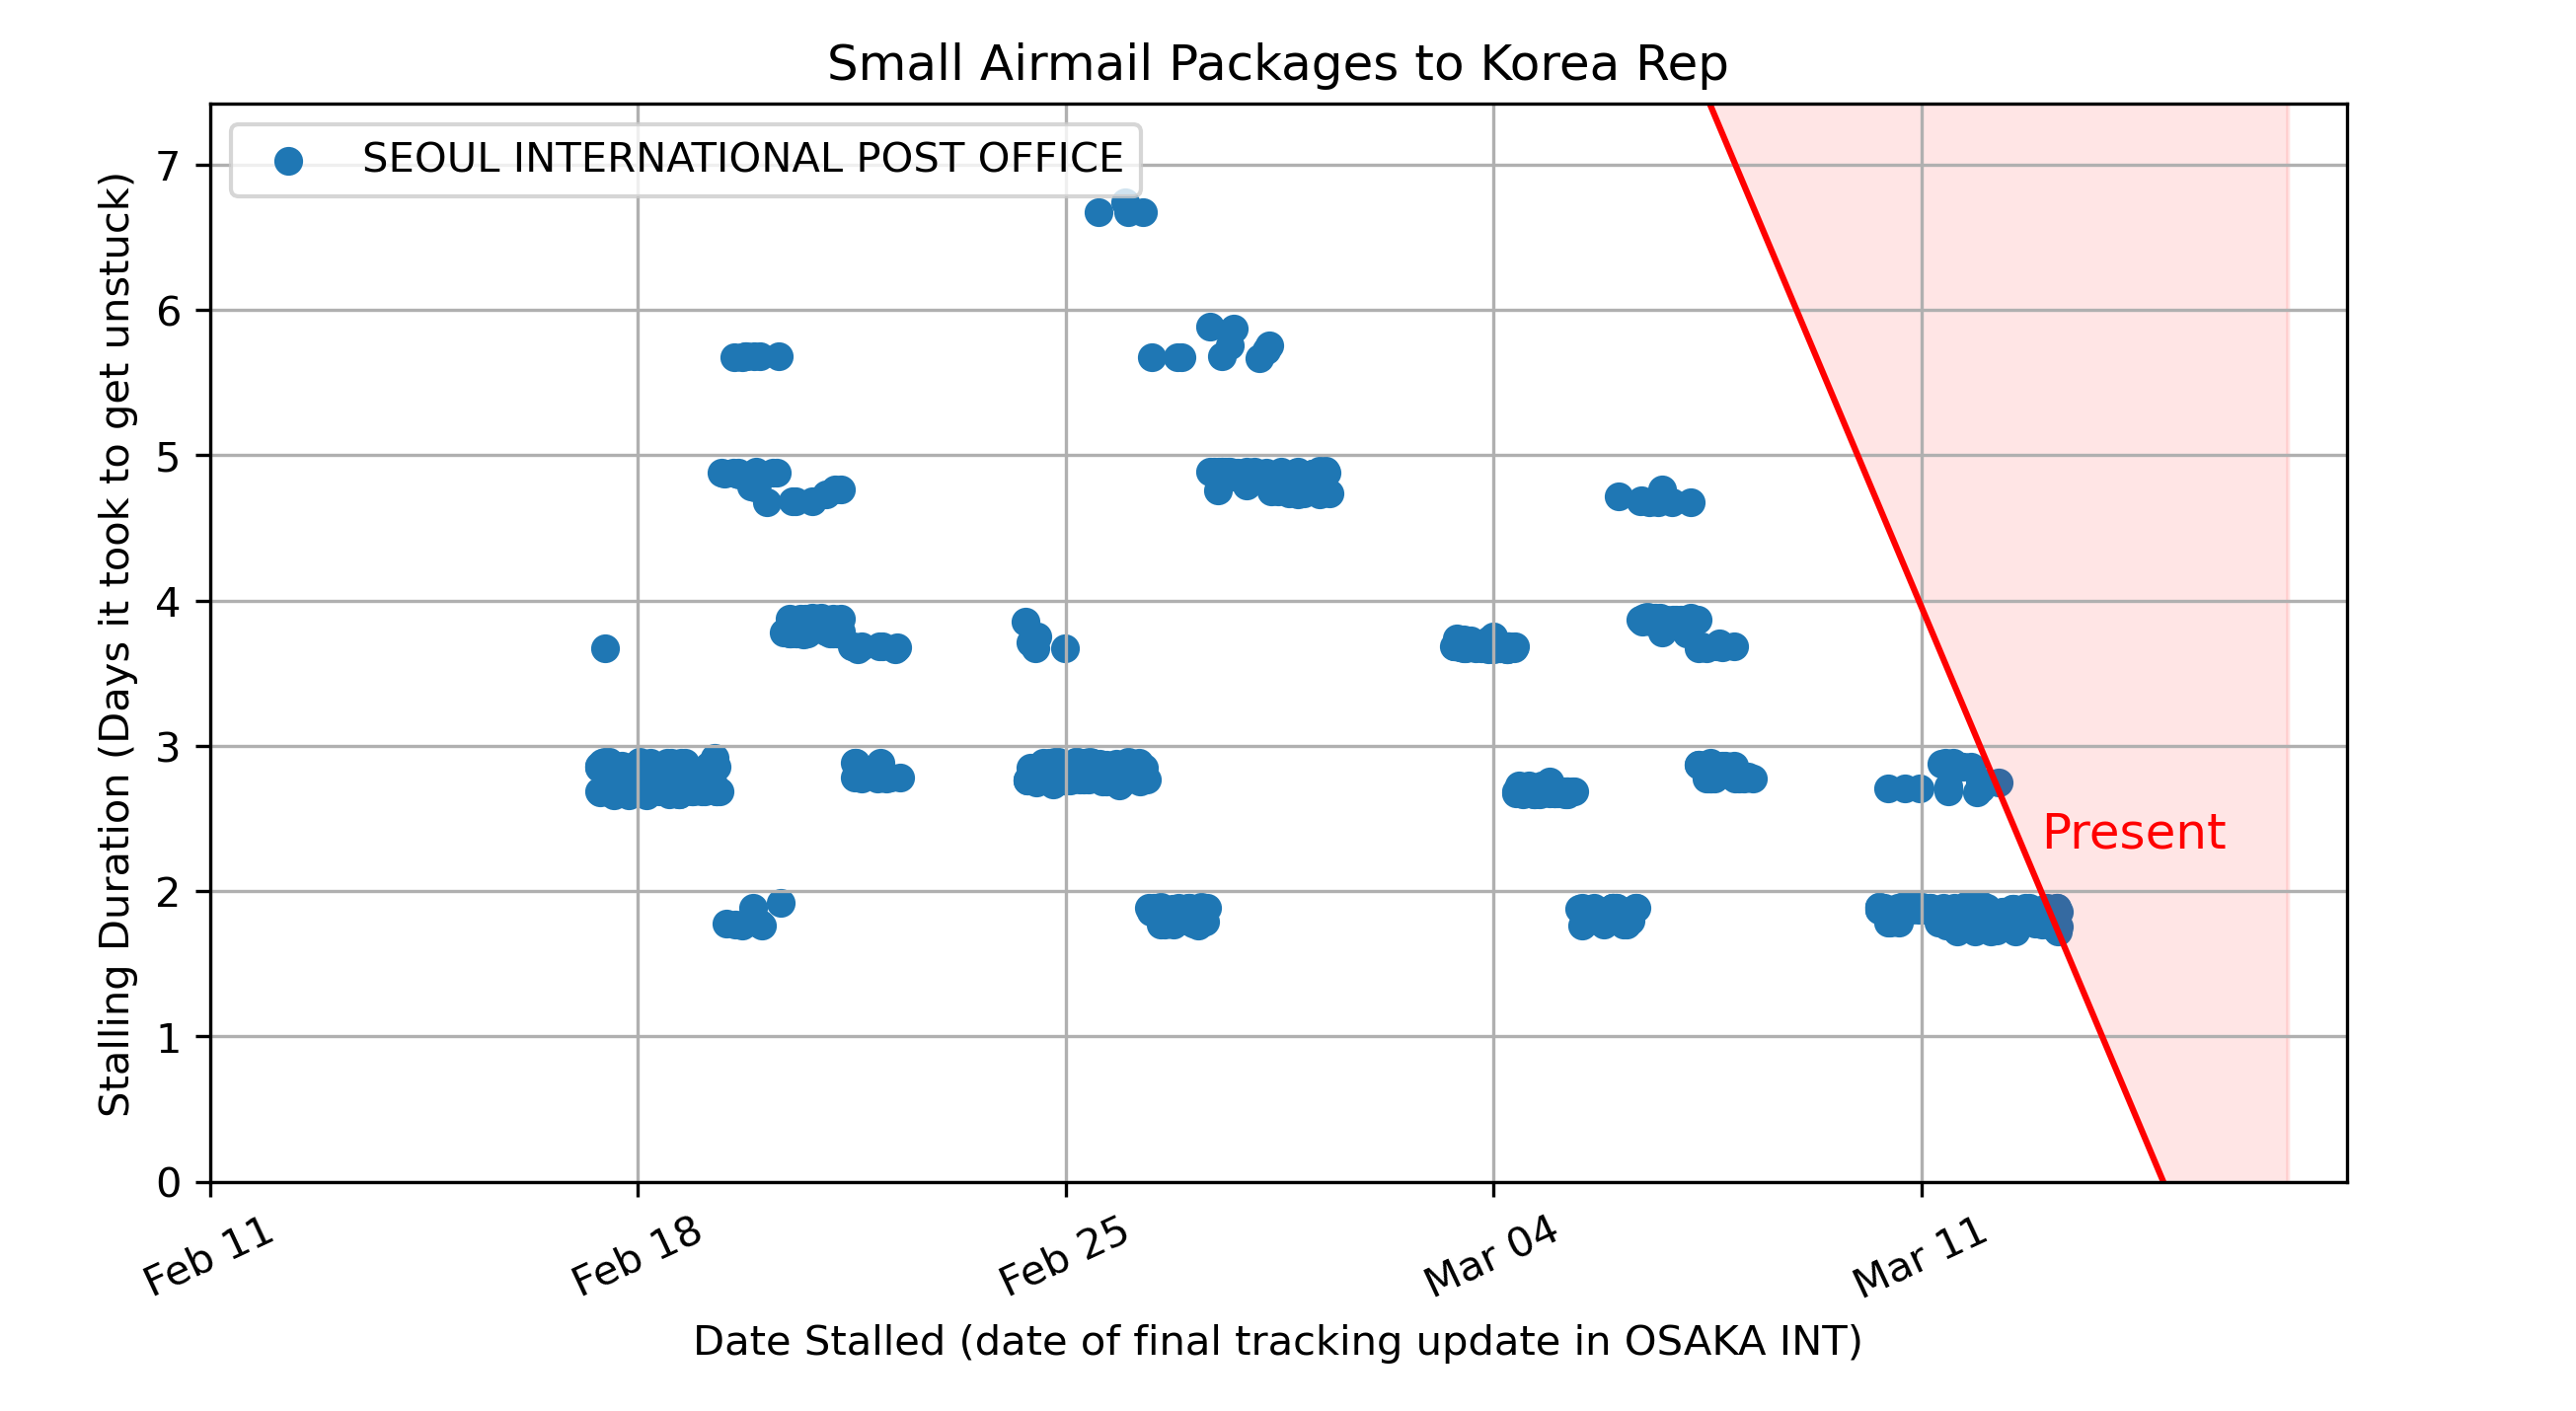 Small Airmail Packages to Korea Rep
SEOUL INTERNATIONAL POST OFFICE
Stalling Duration (Days it took to get unstuck)
7
6
5
4
3
2
1
0
Present
Feb 11
Feb 18
Feb 25
Mar 04
Mar 11
Date Stalled (date of final tracking update in OSAKA INT)